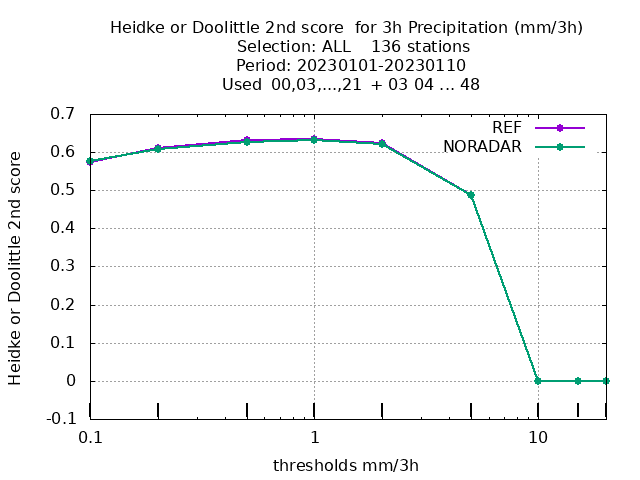 Heidke or Doolittle 2nd score  for 3h Precipitation (mm/3h)
Selection: ALL    136 stations
Period: 20230101-20230110
Used  00,03,...,21  + 03 04 ... 48
REF
NORADAR
Heidke or Doolittle 2nd score
0.7
0.6
0.5
0.4
0.3
0.2
0.1
0
-0.1
0.1
1
10
thresholds mm/3h